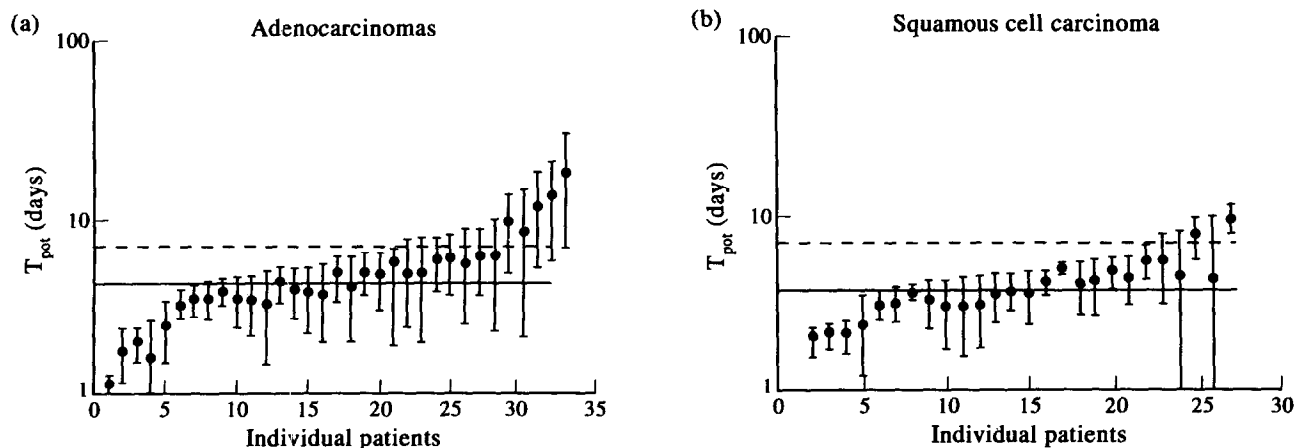 (a)
Adenocarcinomas
100
10
1
T_pot (days)
0 5 10 15 20 25 30 35
Individual patients
(b)
Squamous cell carcinoma
100
10
1
T_pot (days)
0 5 10 15 20 25 30
Individual patients